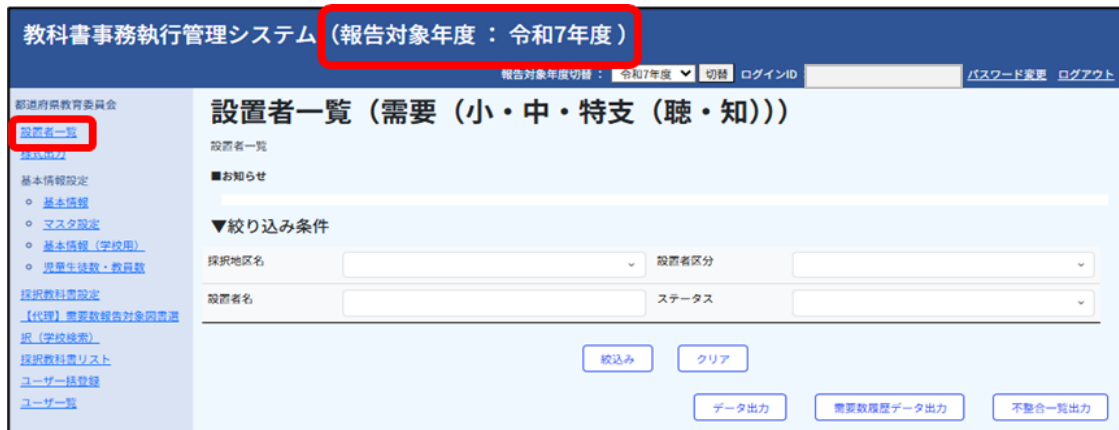 教科書事務執行管理システム（報告対象年度 ： 令和7年度 ）
報告対象年度切替 ： 令和7年度 切替 ログインID パスワード変更 ログアウト
都道府県教育委員会
設置者一覧
様式出力
基本情報設定
基本情報
マスタ設定
基本情報（学校用）
児童生徒数・教員数
採択教科書設定
【代理】需要数報告対象図書選
択（学校検索）
採択教科書リスト
ユーザ一括登録
ユーザ一覧
設置者一覧（需要（小・中・特支（聴・知）））
設置者一覧
■お知らせ
▼絞り込み条件
採択地区名 設置者区分
設置者名 ステータス
絞込み クリア
データ出力 需要数履歴データ出力 不整合一覧出力